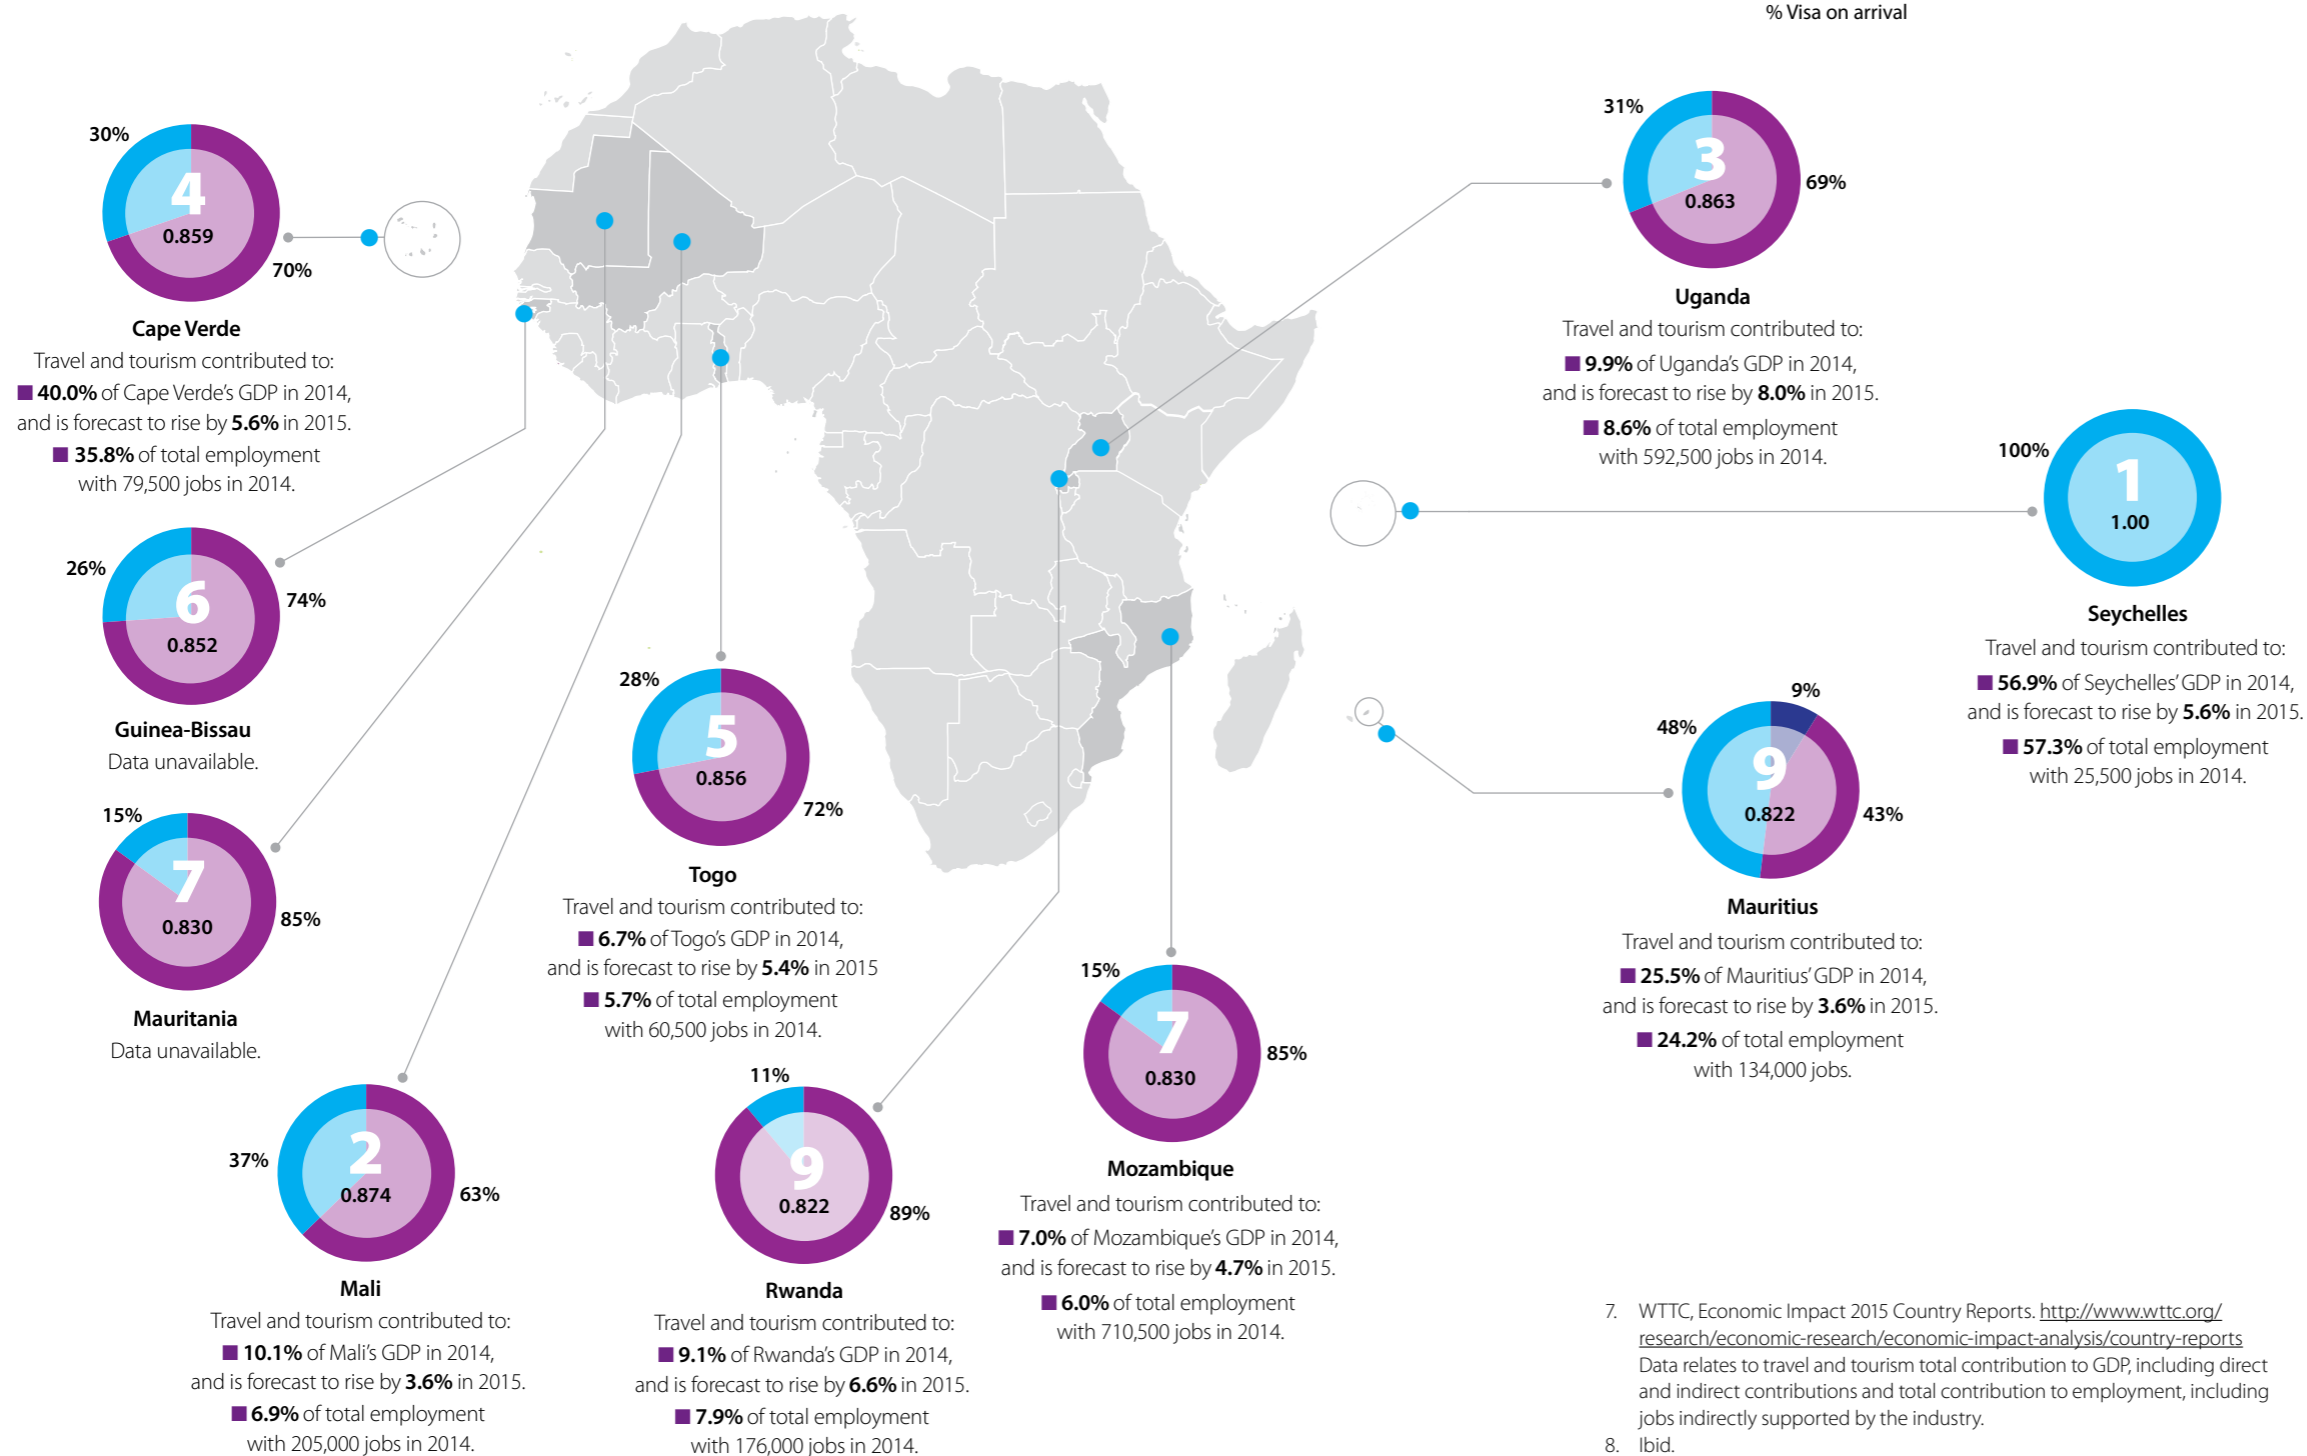 % Visa on arrival
30%
4
0.859
70%
Cape Verde
Travel and tourism contributed to:
40.0% of Cape Verde's GDP in 2014,
and is forecast to rise by 5.6% in 2015.
35.8% of total employment
with 79,500 jobs in 2014.
26%
6
0.852
74%
Guinea-Bissau
Data unavailable.
15%
7
0.830
85%
Mauritania
Data unavailable.
37%
2
0.874
63%
Mali
Travel and tourism contributed to:
10.1% of Mali's GDP in 2014,
and is forecast to rise by 3.6% in 2015.
6.9% of total employment
with 205,000 jobs in 2014.
28%
5
0.856
72%
Togo
Travel and tourism contributed to:
6.7% of Togo's GDP in 2014,
and is forecast to rise by 5.4% in 2015
5.7% of total employment
with 60,500 jobs in 2014.
11%
9
0.822
89%
Rwanda
Travel and tourism contributed to:
9.1% of Rwanda's GDP in 2014,
and is forecast to rise by 6.6% in 2015.
7.9% of total employment
with 176,000 jobs in 2014.
15%
7
0.830
85%
Mozambique
Travel and tourism contributed to:
7.0% of Mozambique's GDP in 2014,
and is forecast to rise by 4.7% in 2015.
6.0% of total employment
with 710,500 jobs in 2014.
31%
3
0.863
69%
Uganda
Travel and tourism contributed to:
9.9% of Uganda's GDP in 2014,
and is forecast to rise by 8.0% in 2015.
8.6% of total employment
with 592,500 jobs in 2014.
100%
1
1.00
Seychelles
Travel and tourism contributed to:
56.9% of Seychelles' GDP in 2014,
and is forecast to rise by 5.6% in 2015.
57.3% of total employment
with 25,500 jobs in 2014.
9%
48%
9
0.822
43%
Mauritius
Travel and tourism contributed to:
25.5% of Mauritius' GDP in 2014,
and is forecast to rise by 3.6% in 2015.
24.2% of total employment
with 134,000 jobs.
7. WTTC, Economic Impact 2015 Country Reports. http://www.wttc.org/
research/economic-research/economic-impact-analysis/country-reports
Data relates to travel and tourism total contribution to GDP, including direct
and indirect contributions and total contribution to employment, including
jobs indirectly supported by the industry.
8. Ibid.